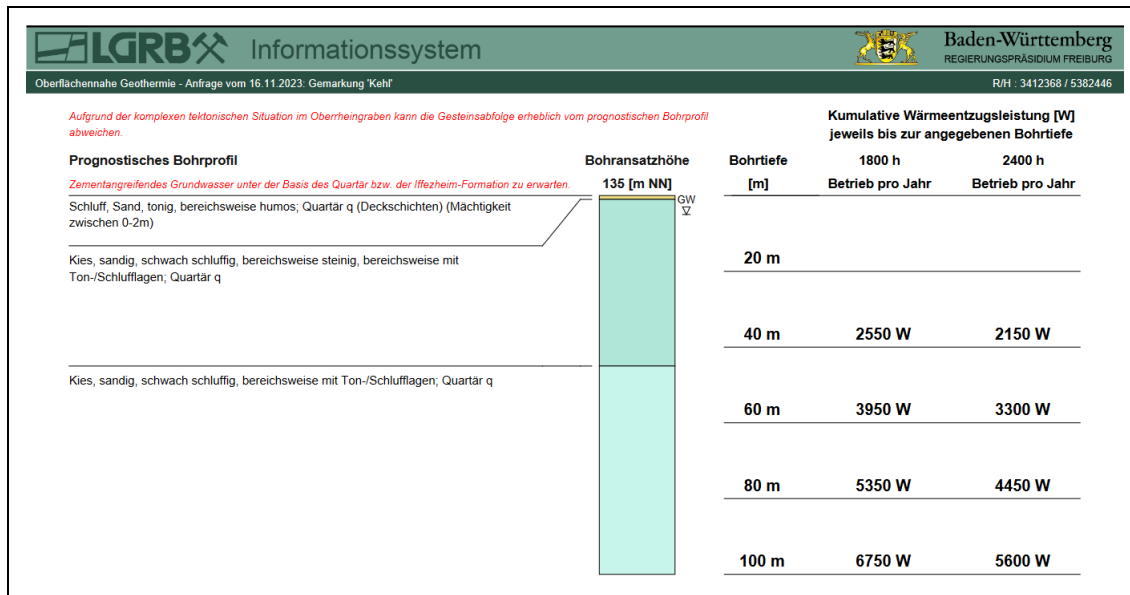 LGRB Informationssystem
Baden-Württemberg
REGIERUNGSPRÄSIDIUM FREIBURG
Oberflächennahe Geothermie - Anfrage vom 16.11.2023: Gemarkung 'Kehl'
R/H : 3412368 / 5382446
Aufgrund der komplexen tektonischen Situation im Oberrheingraben kann die Gesteinsabfolge erheblich vom prognostischen Bohrprofil
abweichen.
Kumulative Wärmeentzugsleistung [W]
jeweils bis zur angegebenen Bohrtiefe
Prognostisches Bohrprofil
Bohransatzhöhe
Bohrtiefe
1800 h
2400 h
Zementangreifendes Grundwasser unter der Basis des Quartär bzw. der Iffezheim-Formation zu erwarten.
135 [m NN]
[m]
Betrieb pro Jahr
Betrieb pro Jahr
Schluff, Sand, tonig, bereichsweise humos; Quartär q (Deckschichten) (Mächtigkeit
zwischen 0-2m)
GW
Kies, sandig, schwach schluffig, bereichsweise steinig, bereichsweise mit
Ton-/Schlufflagen; Quartär q
20 m
40 m 2550 W 2150 W
Kies, sandig, schwach schluffig, bereichsweise mit Ton-/Schlufflagen; Quartär q
60 m 3950 W 3300 W
80 m 5350 W 4450 W
100 m 6750 W 5600 W